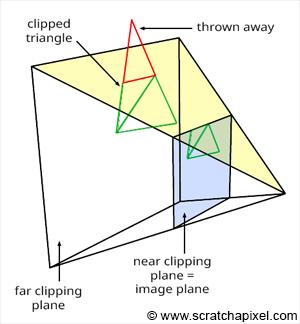 clipped
triangle
thrown away
far clipping
plane
near clipping
plane =
image plane
© www.scratchapixel.com